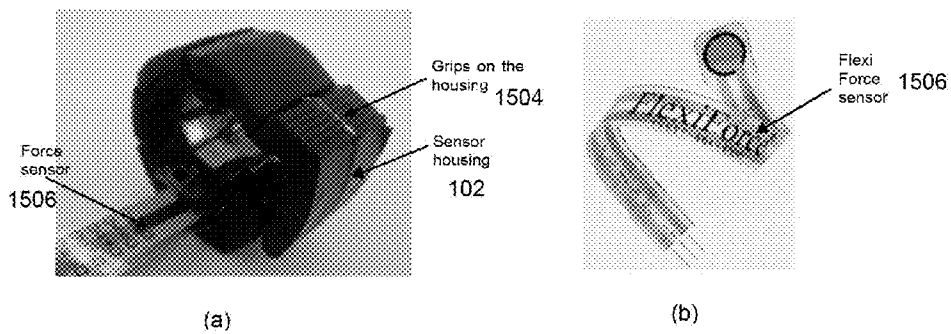 Grips on the
housing 1504
Force
sensor
1506
Sensor
housing
102
Flexi
Force
sensor
1506
FlexiForce
(a)
(b)